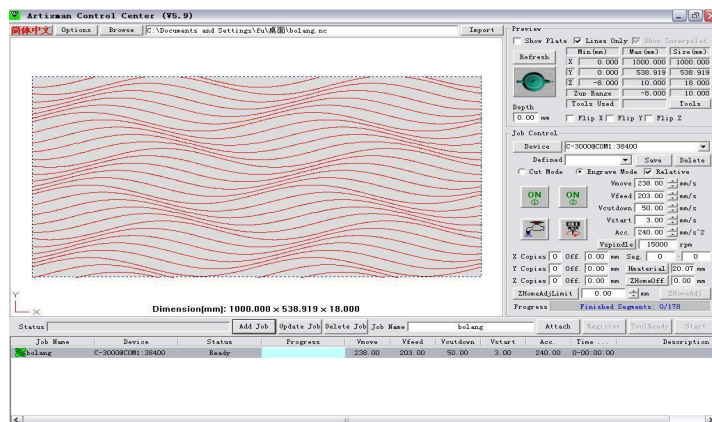 Artisman Control Center (V5.9)
简体中文 Options Browse C:\Documents and Settings\fu\桌面\bolang.nc Import
Preview
Show Plate Lines Only Show Interpolat
Refresh Min(mm) Max(mm) Size(mm)
X 0.000 1000.000 1000.000
Y 0.000 538.919 538.919
Z -8.000 10.000 18.000
Zup Range -8.000 10.000
Depth Tools Used Tools
0.00 mm Flip X Flip Y Flip Z
Job Control
Device C-3000@COM1:38400
Defined Save Delete
Cut Mode Engrave Mode Relative
ON ON
Vmove 238.00 mm/s
Vfeed 203.00 mm/s
Vcutdown 50.00 mm/s
Vstart 3.00 mm/s
Acc. 240.00 mm/s^2
Vspindle 15000 rpm
X Copies 0 Off. 0.00 mm Seg. 0 - 0
Y Copies 0 Off. 0.00 mm Hmaterial 20.07 mm
Z Copies 0 Off. 0.00 mm ZHomeOff 0.00 mm
ZHomeAdjLimit 0.00 mm ZHomeAdj
Progress Finished Segments: 0/178
Y
X
Dimension(mm): 1000.000 x 538.919 x 18.000
Status Add Job Update Job Delete Job Job Name bolang Attach Register ToolReady Start
Job Name Device Status Progress Vmove Vfeed Vcutdown Vstart Acc. Time ... Description
bolang C-3000@COM1:38400 Ready 238.00 203.00 50.00 3.00 240.00 0-00:00:00